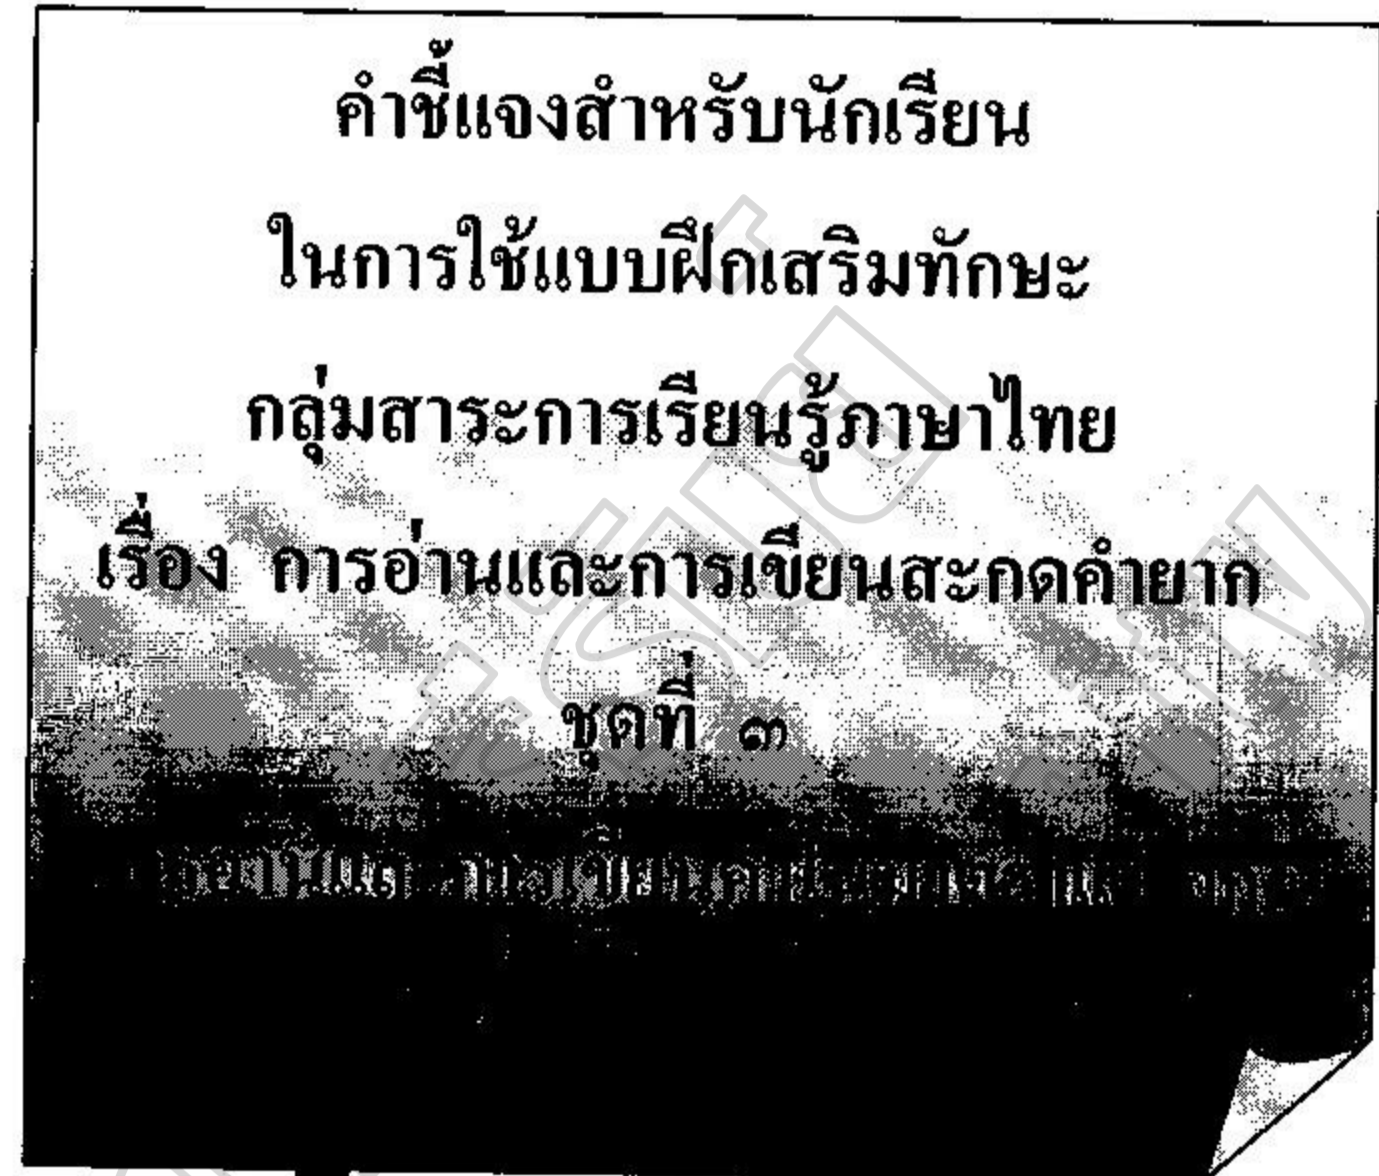 คำชี้แจงสำหรับนักเรียน
ในการใช้แบบฝึกเสริมทักษะ
กลุ่มสาระการเรียนรู้ภาษาไทย
เรื่อง การอ่านและการเขียนสะกดคำยาก
ชุดที่ ๓